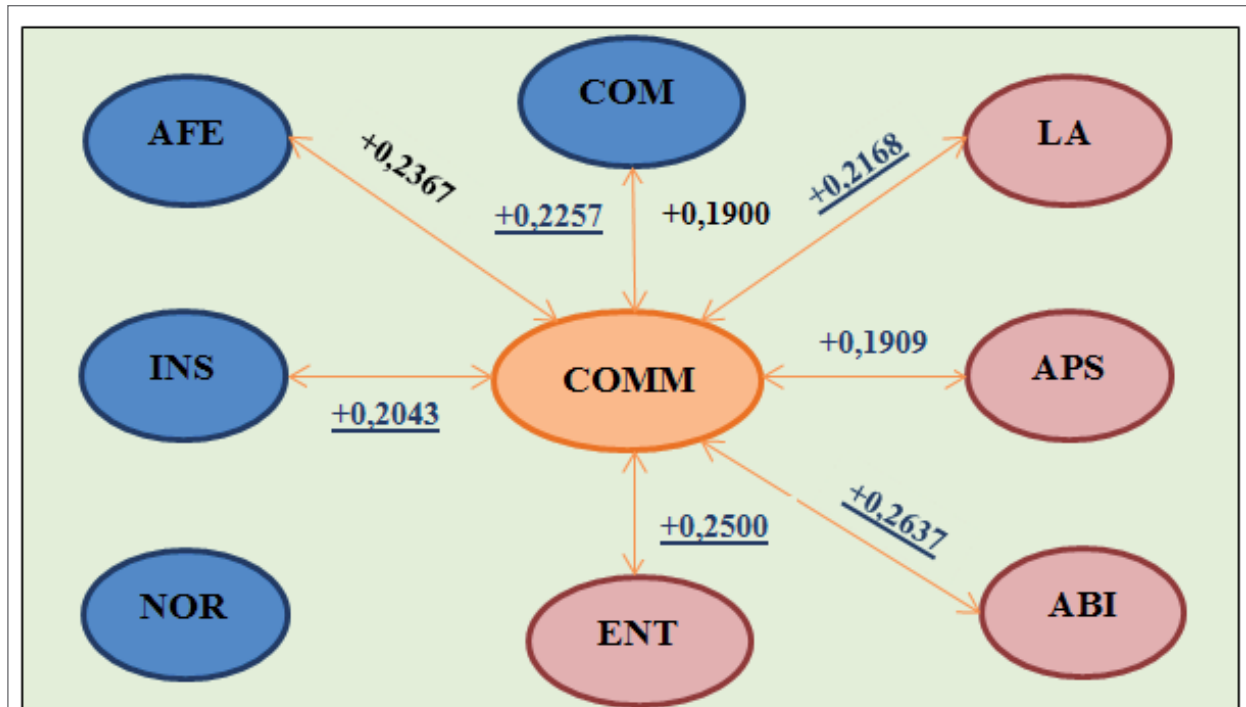 COM
AFE
LA
+0,2367
+0,2168
+0,2257
+0,1900
INS
COMM
+0,1909
APS
+0,2043
+0,2500
+0,2637
NOR
ENT
ABI